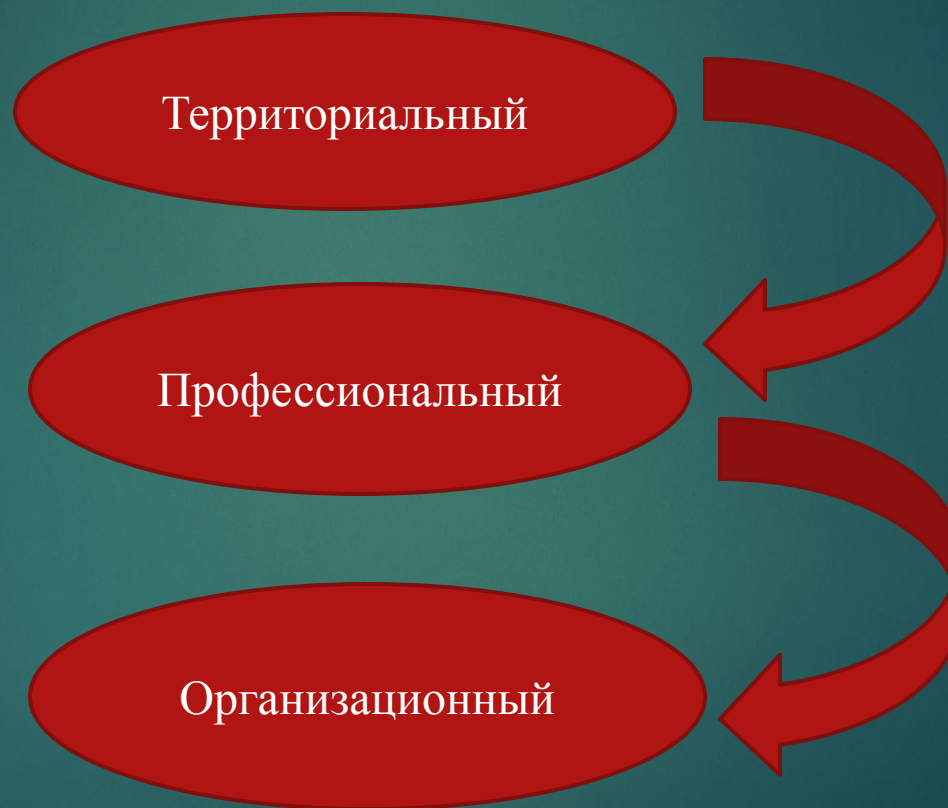 Территориальный
Профессиональный
Организационный